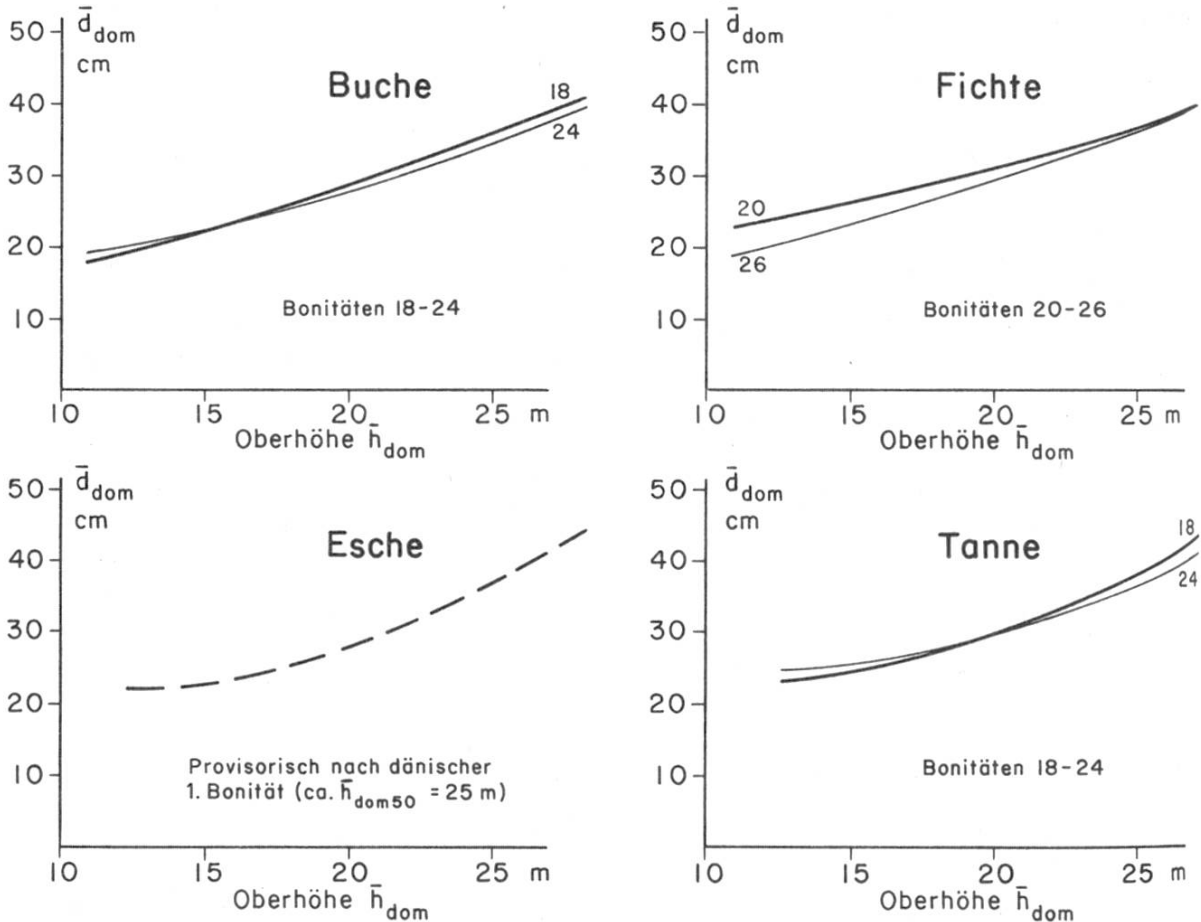 50
d̄dom
cm
40
30
20
10
Buche
18
24
Bonitäten 18-24
10
15
20
25
m
Oberhöhe h̄dom
50
d̄dom
cm
40
30
20
10
Fichte
20
26
Bonitäten 20-26
10
15
20
25
m
Oberhöhe h̄dom
50
d̄dom
cm
40
30
20
10
Esche
Provisorisch nach dänischer
1. Bonität (ca. h̄dom50 = 25 m)
10
15
20
25
m
Oberhöhe h̄dom
50
d̄dom
cm
40
30
20
10
Tanne
18
24
Bonitäten 18-24
10
15
20
25
m
Oberhöhe h̄dom